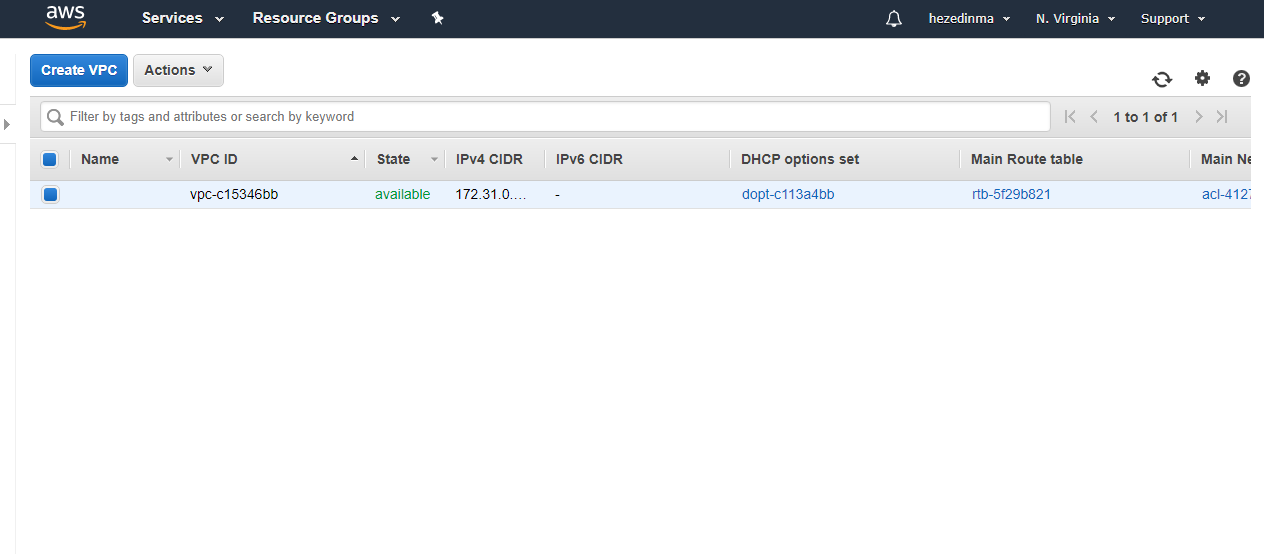 aws Services Resource Groups hezedinma N. Virginia Support
Create VPC Actions
Filter by tags and attributes or search by keyword 1 to 1 of 1
Name VPC ID State IPv4 CIDR IPv6 CIDR DHCP options set Main Route table Main Ne
vpc-c15346bb available 172.31.0.... - dopt-c113a4bb rtb-5f29b821 acl-4127